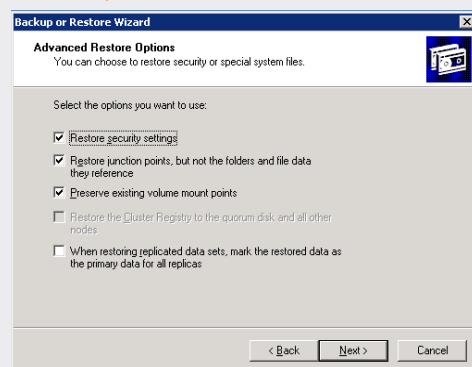 Backup or Restore Wizard
Advanced Restore Options
You can choose to restore security or special system files.
Select the options you want to use:
Restore security settings
Restore junction points, but not the folders and file data
they reference
Preserve existing volume mount points
Restore the Cluster Registry to the quorum disk and all other
nodes
When restoring replicated data sets, mark the restored data as
the primary data for all replicas
< Back Next > Cancel